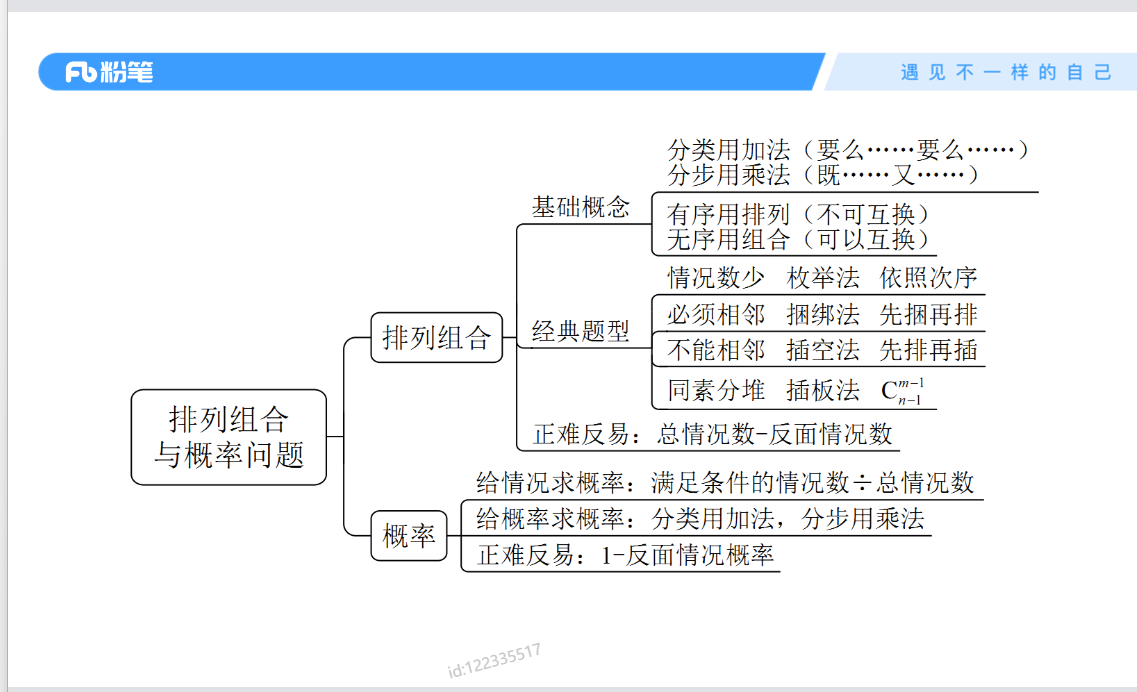 粉笔
遇见不一样的自己
分类用加法（要么……要么……）
分步用乘法（既……又……）
基础概念
有序用排列（不可互换）
无序用组合（可以互换）
情况数少 枚举法 依照次序
必须相邻 捆绑法 先捆再排
经典题型
排列组合
不能相邻 插空法 先排再插
同素分堆 插板法 C_{n-1}^{m-1}
排列组合
与概率问题
正难反易：总情况数-反面情况数
给情况求概率：满足条件的情况数÷总情况数
给概率求概率：分类用加法，分步用乘法
概率
正难反易：1-反面情况概率
id:122335517